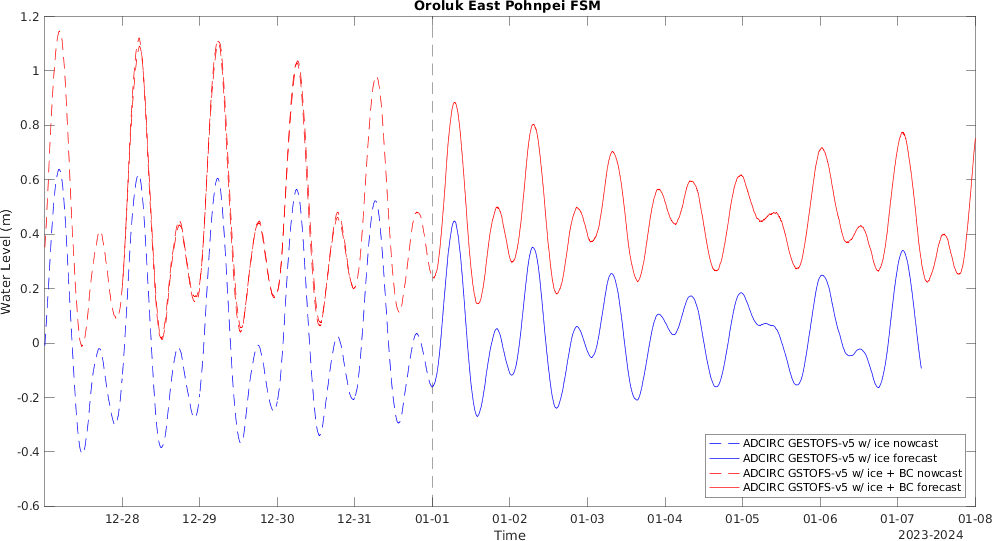 Oroluk East Pohnpei FSM
1.2
1
0.8
0.6
0.4
0.2
0
-0.2
-0.4
-0.6
Water Level (m)
ADCIRC GESTOFS-v5 w/ ice nowcast
ADCIRC GESTOFS-v5 w/ ice forecast
ADCIRC GSTOFS-v5 w/ ice + BC nowcast
ADCIRC GSTOFS-v5 w/ ice + BC forecast
12-28 12-29 12-30 12-31 01-01 01-02 01-03 01-04 01-05 01-06 01-07 01-08
Time
2023-2024